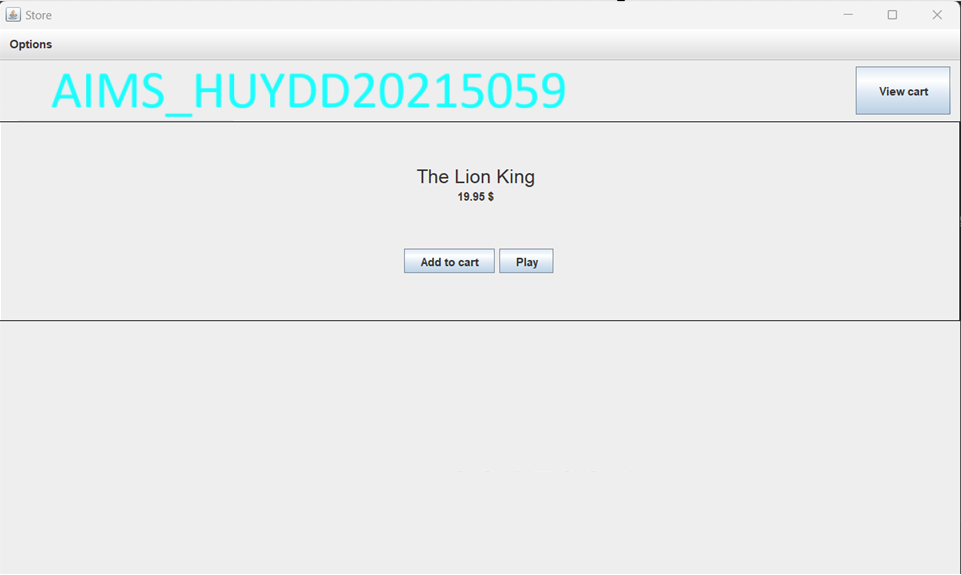 Store
Options
AIMS_HUYDD20215059
View cart
The Lion King
19.95 $
Add to cart
Play